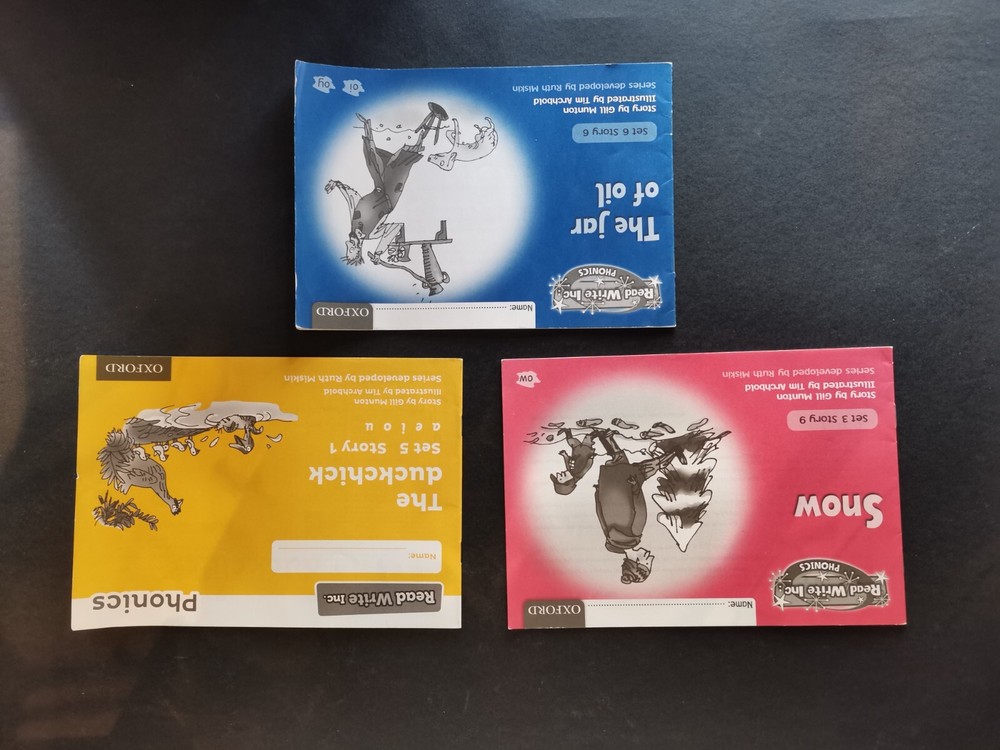 Name:
OXFORD
Read Write Inc.
PHONICS
The jar
of oil
Set 6 Story 6
Story by Gill Munton
Illustrated by Tim Archbold
Series developed by Ruth Miskin
oi
oy
Name:
OXFORD
Read Write Inc.
PHONICS
Snow
Set 3 Story 9
Story by Gill Munton
Illustrated by Tim Archbold
Series developed by Ruth Miskin
ow
Read Write Inc.
Phonics
Name:
The
duckchick
Set 5 Story 1
a e i o u
Story by Gill Munton
Illustrated by Tim Archbold
Series developed by Ruth Miskin
OXFORD